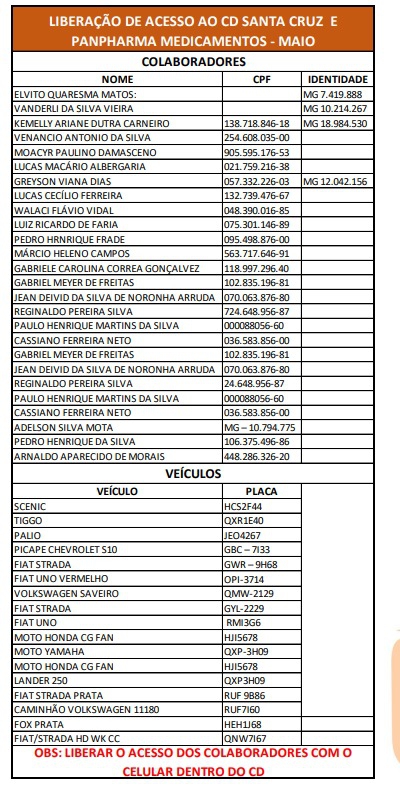 LIBERAÇÃO DE ACESSO AO CD SANTA CRUZ E
PANPHARMA MEDICAMENTOS - MAIO
COLABORADORES
NOME CPF IDENTIDADE
ELVITO QUARESMA MATOS: MG 7.419.888
VANDERLI DA SILVA VIEIRA MG 10.214.267
KEMELLY ARIANE DUTRA CARNEIRO 138.718.846-18 MG 18.984.530
VENANCIO ANTONIO DA SILVA 254.608.035-00
MOACYR PAULINO DAMASCENO 905.595.176-53
LUCAS MACÁRIO ALBERGARIA 021.759.216-38
GREYSON VIANA DIAS 057.332.226-03 MG 12.042.156
LUCAS CECÍLIO FERREIRA 132.739.476-67
WALACI FLÁVIO VIDAL 048.390.016-85
LUIZ RICARDO DE FARIA 075.301.146-89
PEDRO HRNRIQUE FRADE 095.498.876-00
MÁRCIO HELENO CAMPOS 563.717.646-91
GABRIELE CAROLINA CORREA GONÇALVEZ 118.997.296.40
GABRIEL MEYER DE FREITAS 102.835.196-81
JEAN DEIVID DA SILVA DE NORONHA ARRUDA 070.063.876-80
REGINALDO PEREIRA SILVA 724.648.956-87
PAULO HENRIQUE MARTINS DA SILVA 000088056-60
CASSIANO FERREIRA NETO 036.583.856-00
GABRIEL MEYER DE FREITAS 102.835.196-81
JEAN DEIVID DA SILVA DE NORONHA ARRUDA 070.063.876-80
REGINALDO PEREIRA SILVA 24.648.956-87
PAULO HENRIQUE MARTINS DA SILVA 000088056-60
CASSIANO FERREIRA NETO 036.583.856-00
ADELSON SILVA MOTA MG – 10.794.775
PEDRO HENRIQUE DA SILVA 106.375.496-86
ARNALDO APARECIDO DE MORAIS 448.286.326-20
VEÍCULOS
VEÍCULO PLACA
SCENIC HCS2F44
TIGGO QXR1E40
PALIO JEO4267
PICAPE CHEVROLET S10 GBC – 7I33
FIAT STRADA GWR – 9H68
FIAT UNO VERMELHO OPI-3714
VOLKSWAGEN SAVEIRO QMW-2129
FIAT STRADA GYL-2229
FIAT UNO RMI3G6
MOTO HONDA CG FAN HJI5678
MOTO YAMAHA QXP-3H09
MOTO HONDA CG FAN HJI5678
LANDER 250 QXP3H09
FIAT STRADA PRATA RUF 9B86
CAMINHÃO VOLKSWAGEN 11180 RUF7I60
FOX PRATA HEH1J68
FIAT/STRADA HD WK CC QNW7I67
OBS: LIBERAR O ACESSO DOS COLABORADORES COM O
CELULAR DENTRO DO CD